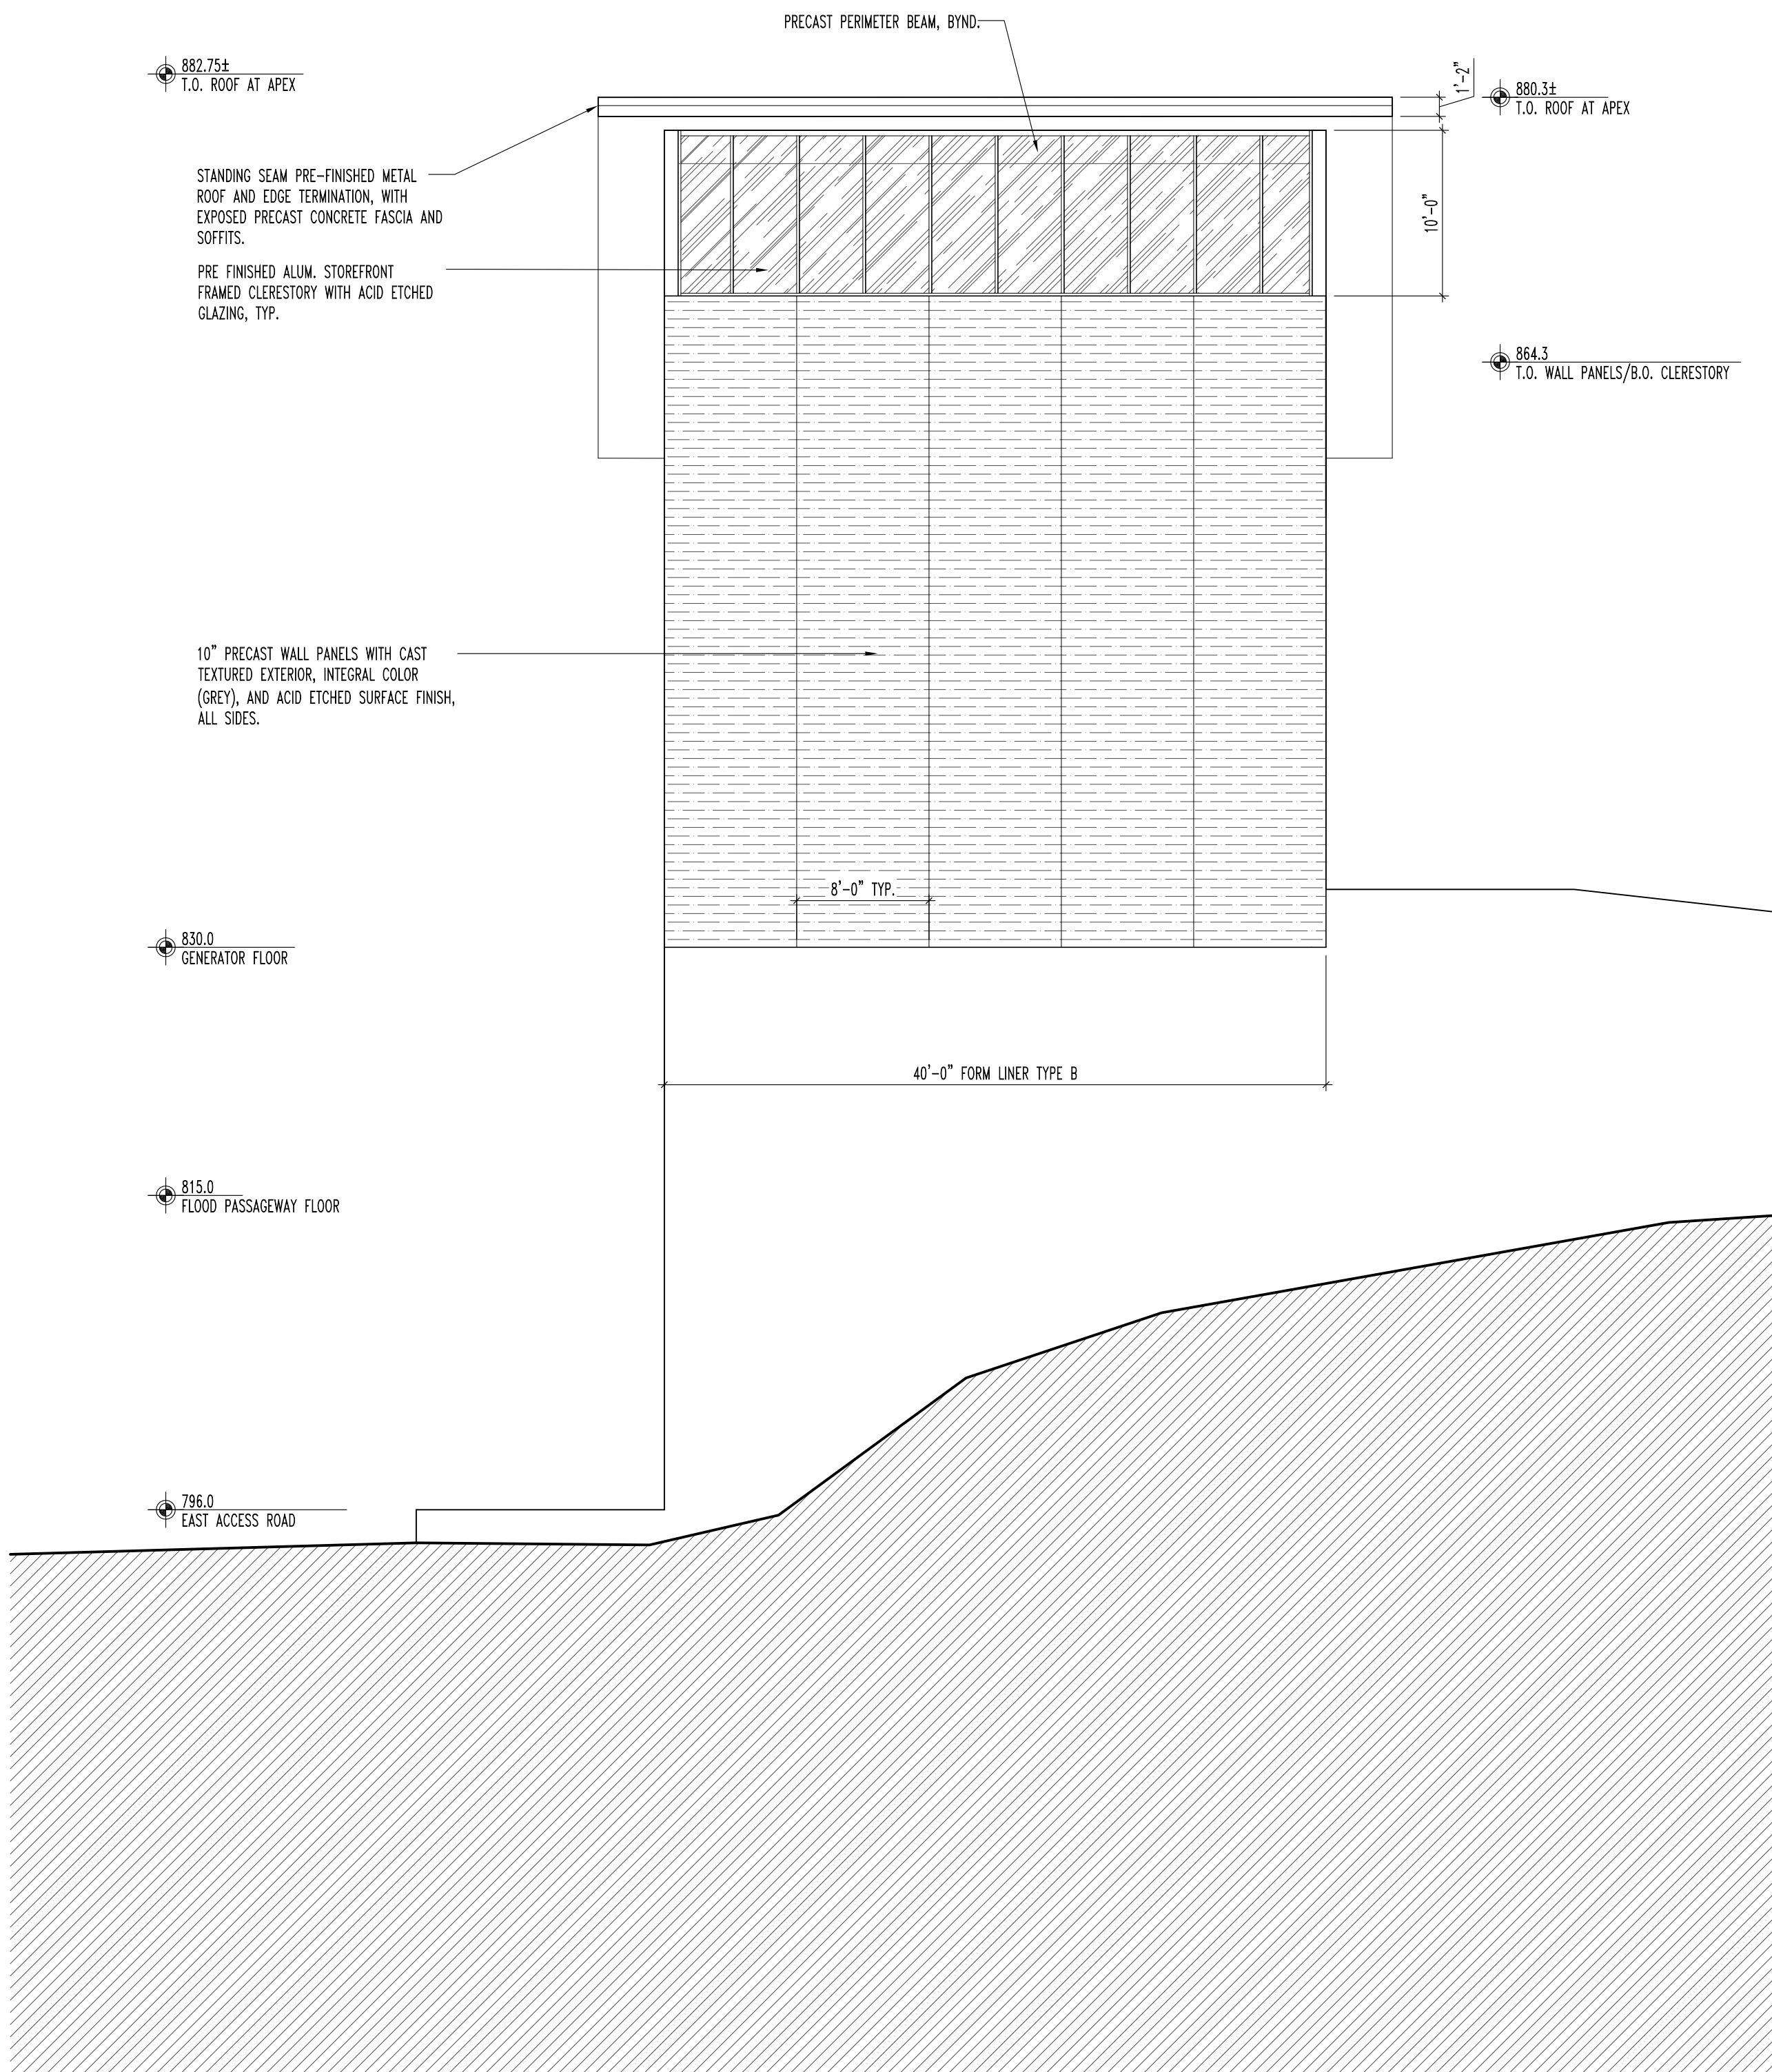 PRECAST PERIMETER BEAM, BYND.
882.75±
T.O. ROOF AT APEX
1'-2"
880.3±
T.O. ROOF AT APEX
STANDING SEAM PRE-FINISHED METAL
ROOF AND EDGE TERMINATION, WITH
EXPOSED PRECAST CONCRETE FASCIA AND
SOFFITS.
10'-0"
PRE FINISHED ALUM. STOREFRONT
FRAMED CLERESTORY WITH ACID ETCHED
GLAZING, TYP.
864.3
T.O. WALL PANELS/B.O. CLERESTORY
10" PRECAST WALL PANELS WITH CAST
TEXTURED EXTERIOR, INTEGRAL COLOR
(GREY), AND ACID ETCHED SURFACE FINISH,
ALL SIDES.
8'-0" TYP.
830.0
GENERATOR FLOOR
40'-0" FORM LINER TYPE B
815.0
FLOOD PASSAGEWAY FLOOR
796.0
EAST ACCESS ROAD